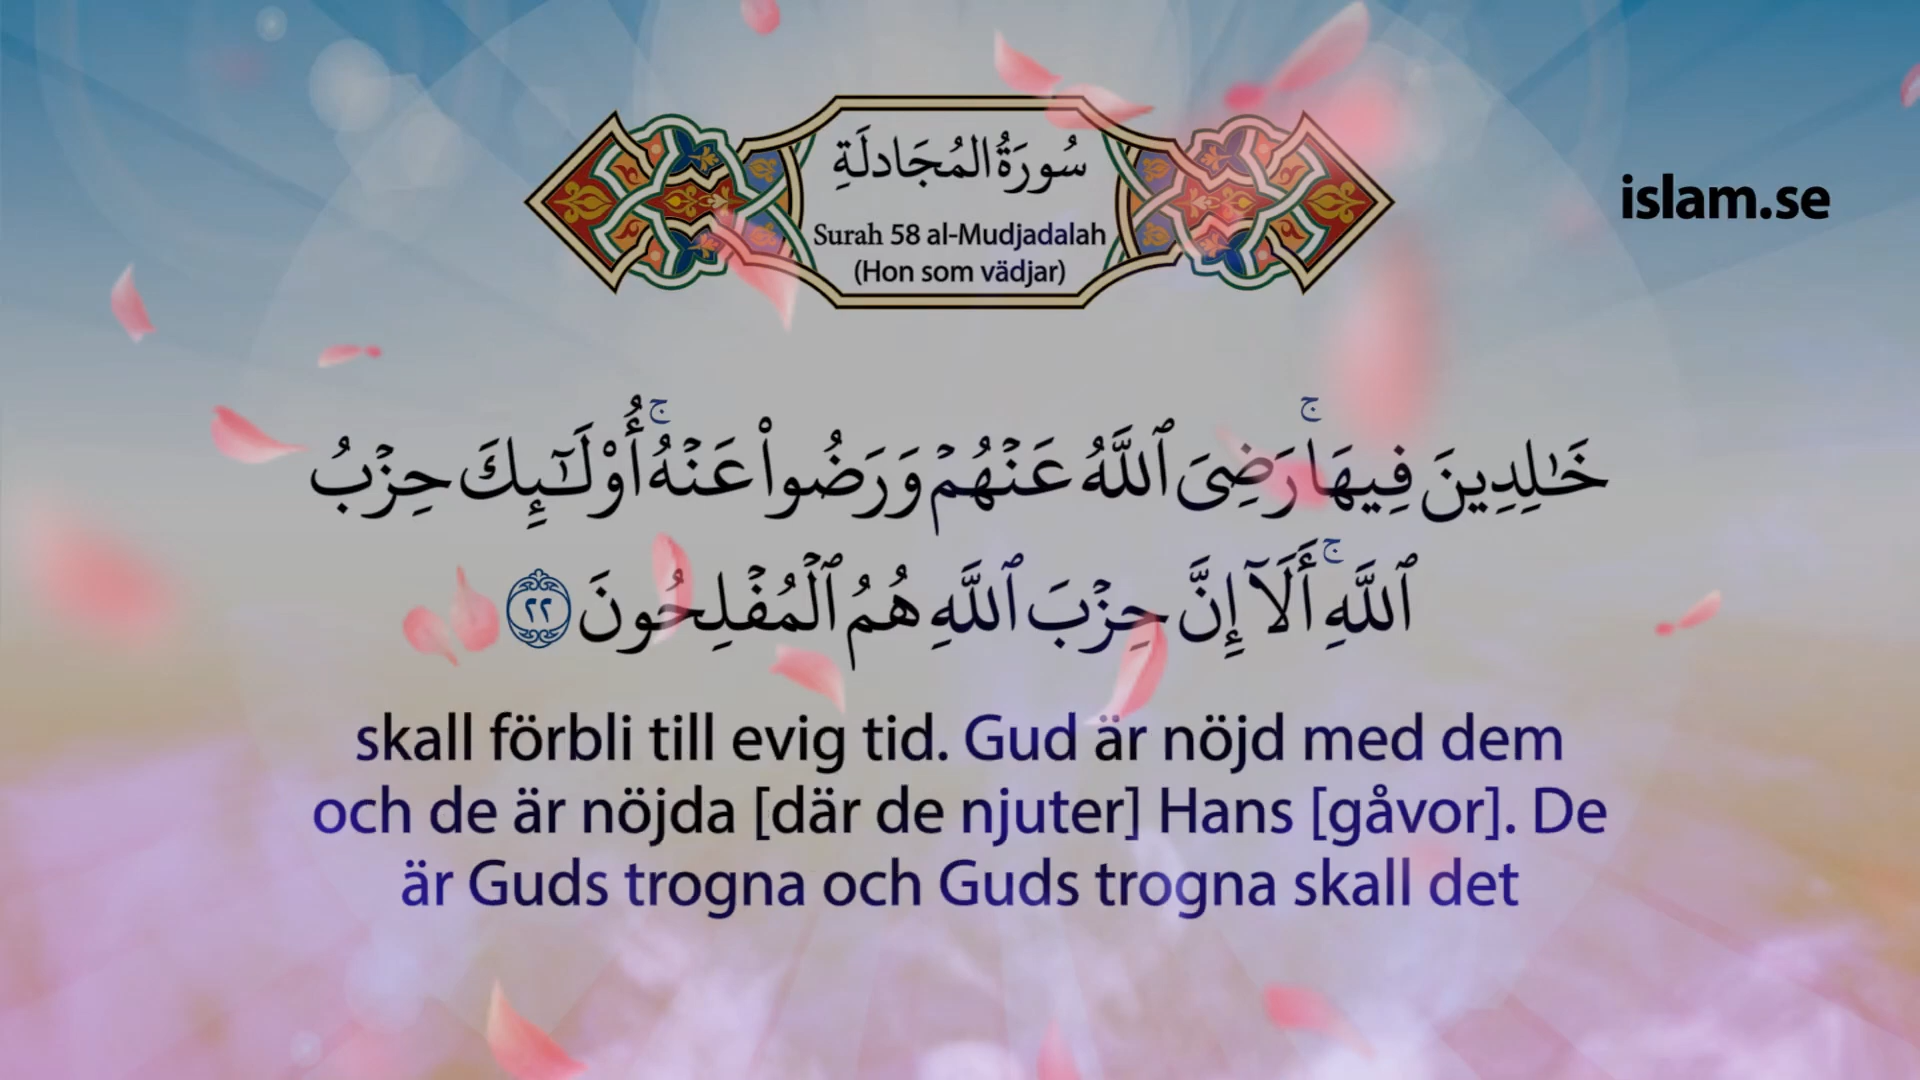 سُورَةُ المُجَادلَةِ
Surah 58 al-Mudjadalah
(Hon som vädjar)
islam.se
خَـٰلِدِينَ فِيهَاۚ رَضِىَ ٱللَّهُ عَنۡهُمۡ وَرَضُواْ عَنۡهُۚ أُوْلَـٰٓئِكَ حِزۡبُ
ٱللَّهِۚ أَلَآ إِنَّ حِزۡبَ ٱللَّهِ هُمُ ٱلۡمُفۡلِحُونَ ٢٢
skall förbli till evig tid. Gud är nöjd med dem
och de är nöjda [där de njuter] Hans [gåvor]. De
är Guds trogna och Guds trogna skall det